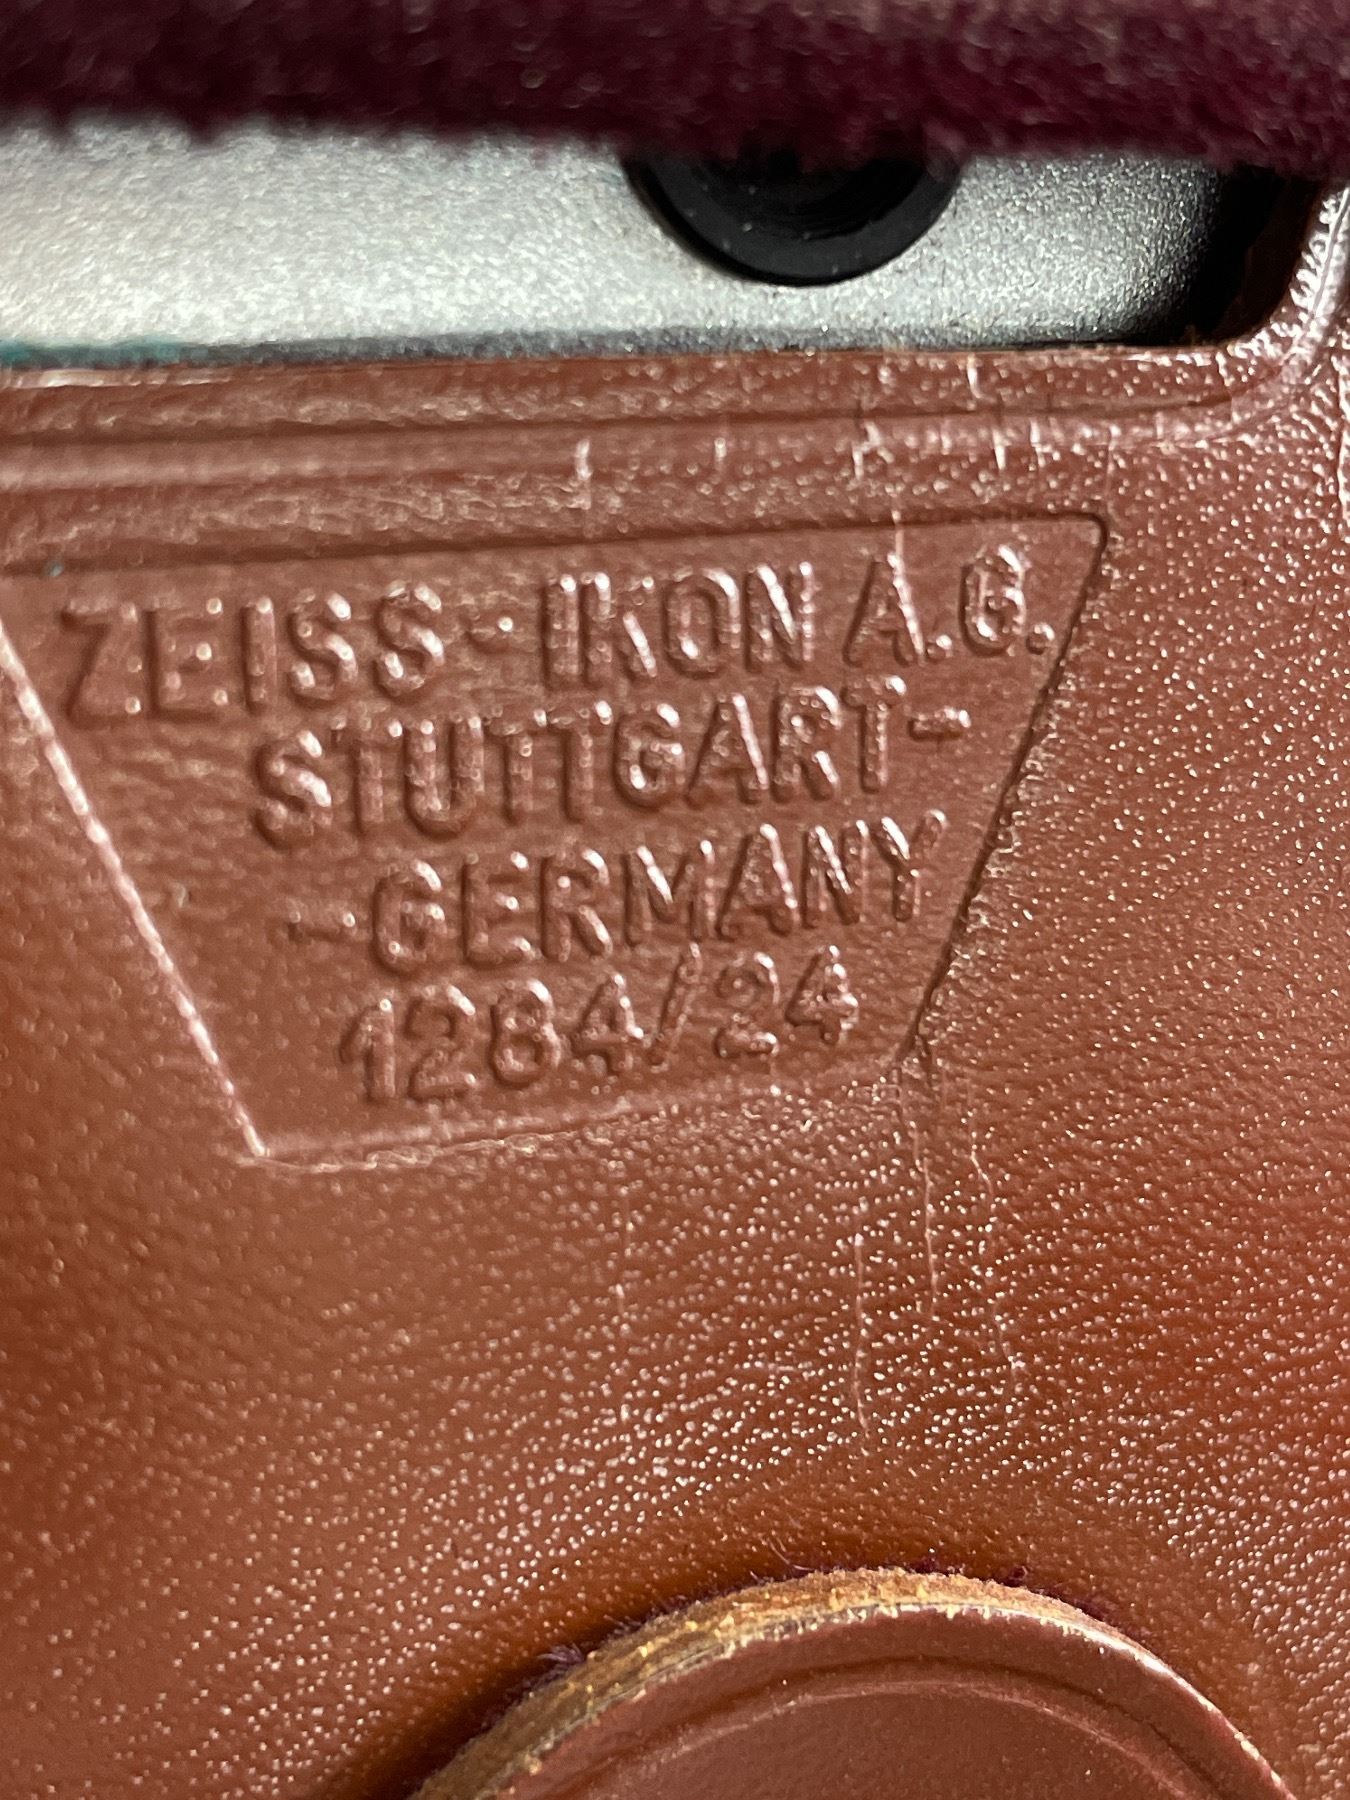 ZEISS-IKON A.G.
STUTTGART-
-GERMANY
1284/24